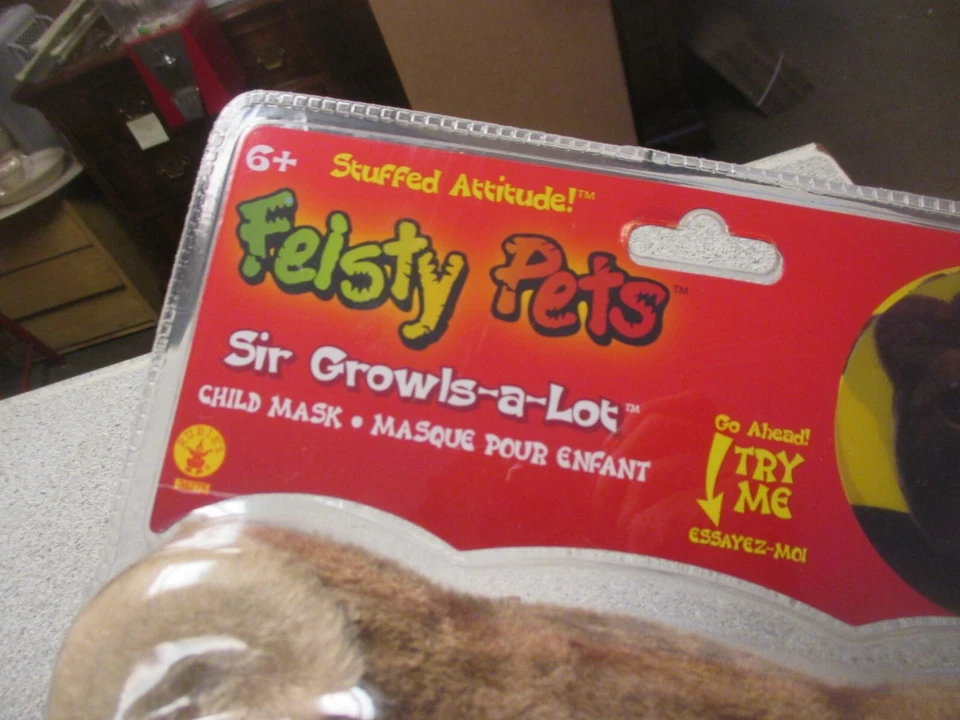 6+
Stuffed Attitude!™
Feisty Pets™
Sir Growls-a-Lot™
CHILD MASK • MASQUE POUR ENFANT
RUBIE'S
Go Ahead!
TRY
ME
ESSAYEZ-MOI